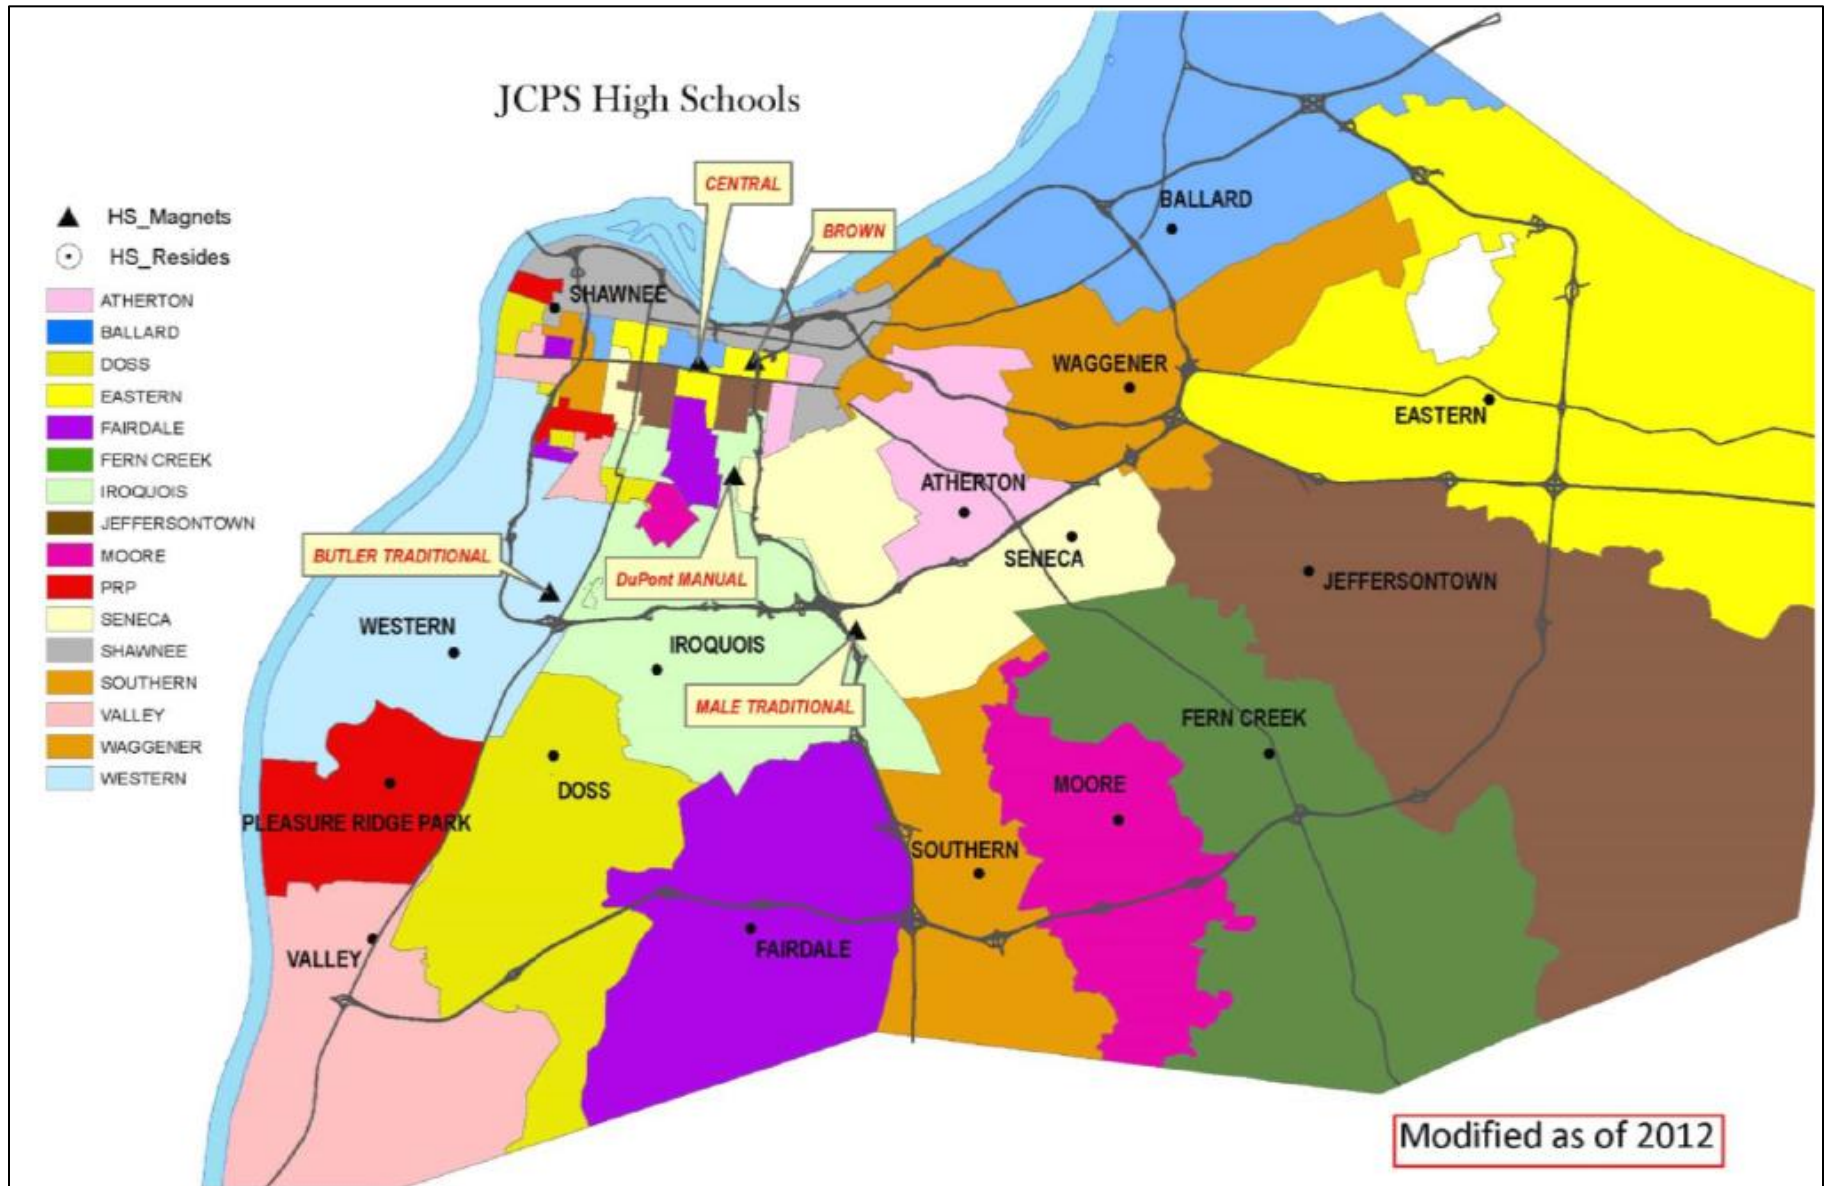 JCPS High Schools
HS_Magnets
HS_Resides
ATHERTON
BALLARD
DOSS
EASTERN
FAIRDALE
FERN CREEK
IROQUOIS
JEFFERSONTOWN
MOORE
PRP
SENECA
SHAWNEE
SOUTHERN
VALLEY
WAGGENER
WESTERN
CENTRAL
BROWN
BALLARD
SHAWNEE
WAGGENER
EASTERN
ATHERTON
BUTLER TRADITIONAL
DuPont MANUAL
SENECA
JEFFERSONTOWN
WESTERN
IROQUOIS
MALE TRADITIONAL
FERN CREEK
DOSS
MOORE
PLEASURE RIDGE PARK
SOUTHERN
FAIRDALE
VALLEY
Modified as of 2012